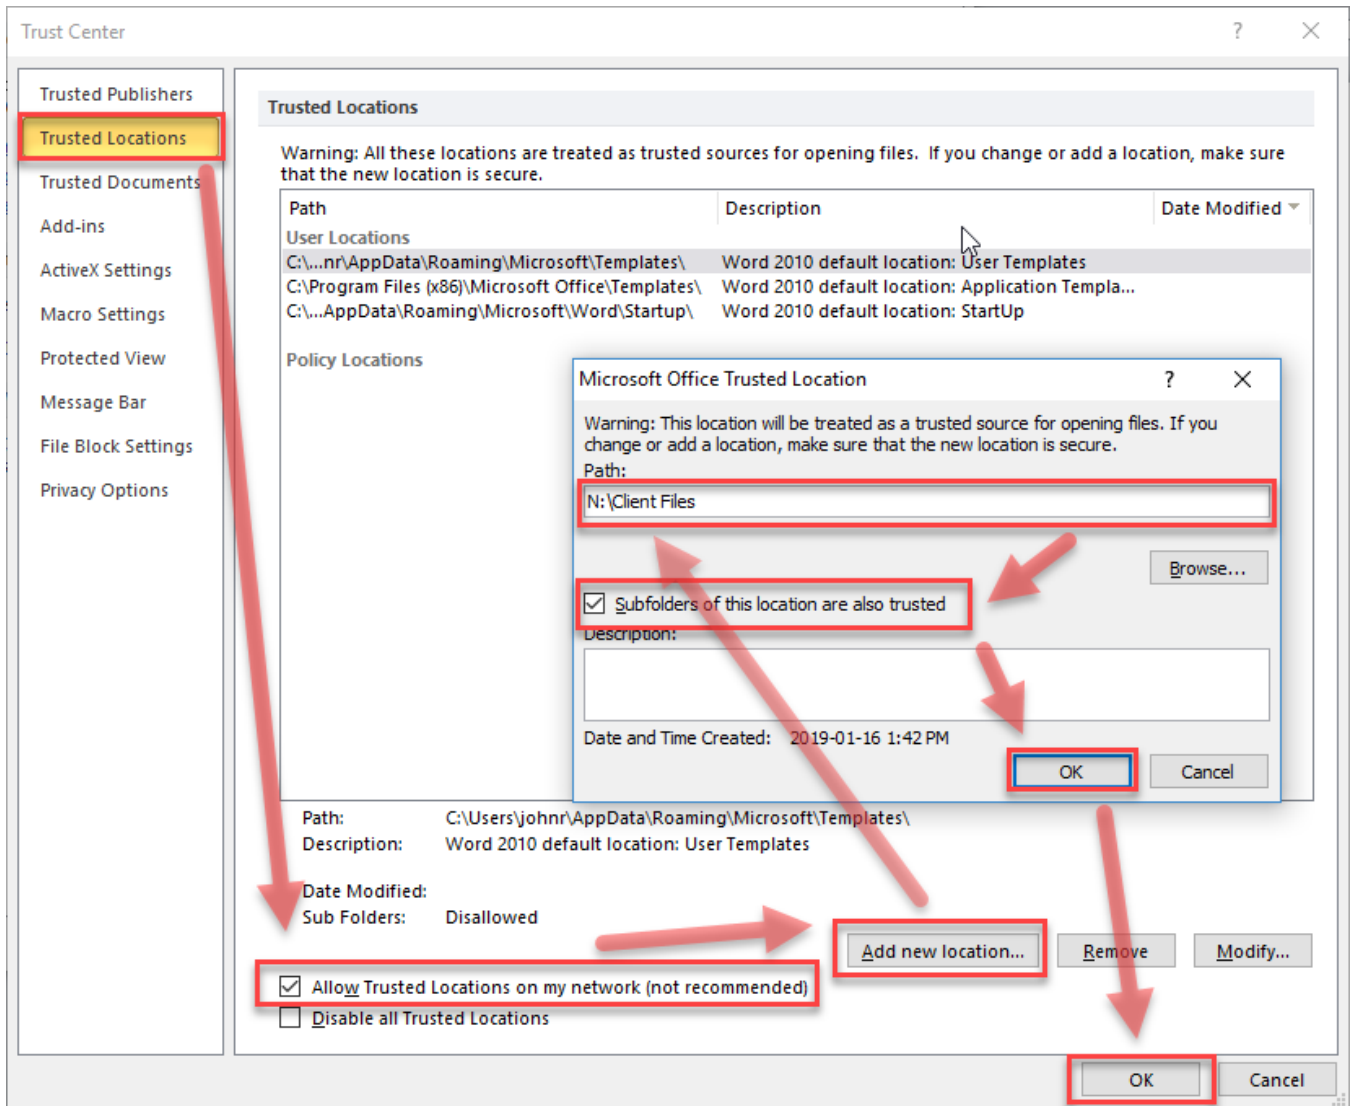 Trust Center
?
Trusted Publishers
Trusted Locations
Trusted Documents
Add-ins
ActiveX Settings
Macro Settings
Protected View
Message Bar
File Block Settings
Privacy Options
Trusted Locations
Warning: All these locations are treated as trusted sources for opening files. If you change or add a location, make sure
that the new location is secure.
Path Description Date Modified
User Locations
C:\...nr\AppData\Roaming\Microsoft\Templates\ Word 2010 default location: User Templates
C:\Program Files (x86)\Microsoft Office\Templates\ Word 2010 default location: Application Templa...
C:\...AppData\Roaming\Microsoft\Word\Startup\ Word 2010 default location: StartUp
Policy Locations
Microsoft Office Trusted Location ?
Warning: This location will be treated as a trusted source for opening files. If you
change or add a location, make sure that the new location is secure.
Path:
N:\Client Files
Browse...
Subfolders of this location are also trusted
Description:
Date and Time Created: 2019-01-16 1:42 PM
OK Cancel
Path: C:\Users\johnr\AppData\Roaming\Microsoft\Templates\
Description: Word 2010 default location: User Templates
Date Modified:
Sub Folders: Disallowed
Add new location... Remove Modify...
Allow Trusted Locations on my network (not recommended)
Disable all Trusted Locations
OK Cancel